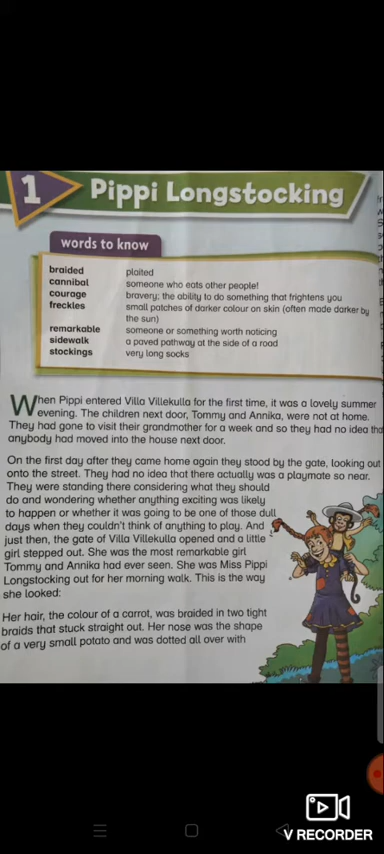 1
Pippi Longstocking
words to know
braided plaited
cannibal someone who eats other people!
courage bravery; the ability to do something that frightens you
freckles small patches of darker colour on skin (often made darker by
the sun)
remarkable someone or something worth noticing
sidewalk a paved pathway at the side of a road
stockings very long socks
When Pippi entered Villa Villekulla for the first time, it was a lovely summer
evening. The children next door, Tommy and Annika, were not at home.
They had gone to visit their grandmother for a week and so they had no idea tha
anybody had moved into the house next door.
On the first day after they came home again they stood by the gate, looking out
onto the street. They had no idea that there actually was a playmate so near.
They were standing there considering what they should
do and wondering whether anything exciting was likely
to happen or whether it was going to be one of those dull
days when they couldn't think of anything to play. And
just then, the gate of Villa Villekulla opened and a little
girl stepped out. She was the most remarkable girl
Tommy and Annika had ever seen. She was Miss Pippi
Longstocking out for her morning walk. This is the way
she looked:
Her hair, the colour of a carrot, was braided in two tight
braids that stuck straight out. Her nose was the shape
of a very small potato and was dotted all over with
V RECORDER